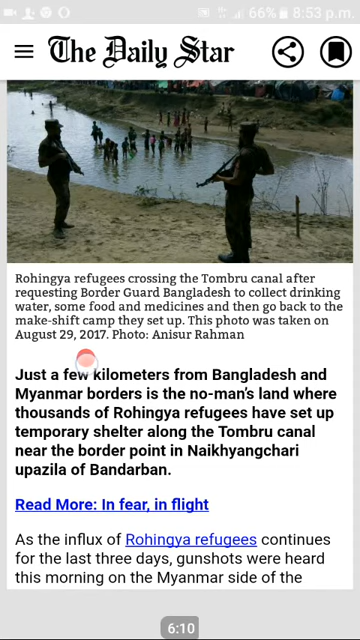 66% 8:53 p.m.
The Daily Star
Rohingya refugees crossing the Tombru canal after
requesting Border Guard Bangladesh to collect drinking
water, some food and medicines and then go back to the
make-shift camp they set up. This photo was taken on
August 29, 2017. Photo: Anisur Rahman
Just a few kilometers from Bangladesh and
Myanmar borders is the no-man's land where
thousands of Rohingya refugees have set up
temporary shelter along the Tombru canal
near the border point in Naikhyangchari
upazila of Bandarban.
Read More: In fear, in flight
As the influx of Rohingya refugees continues
for the last three days, gunshots were heard
this morning on the Myanmar side of the
6:10